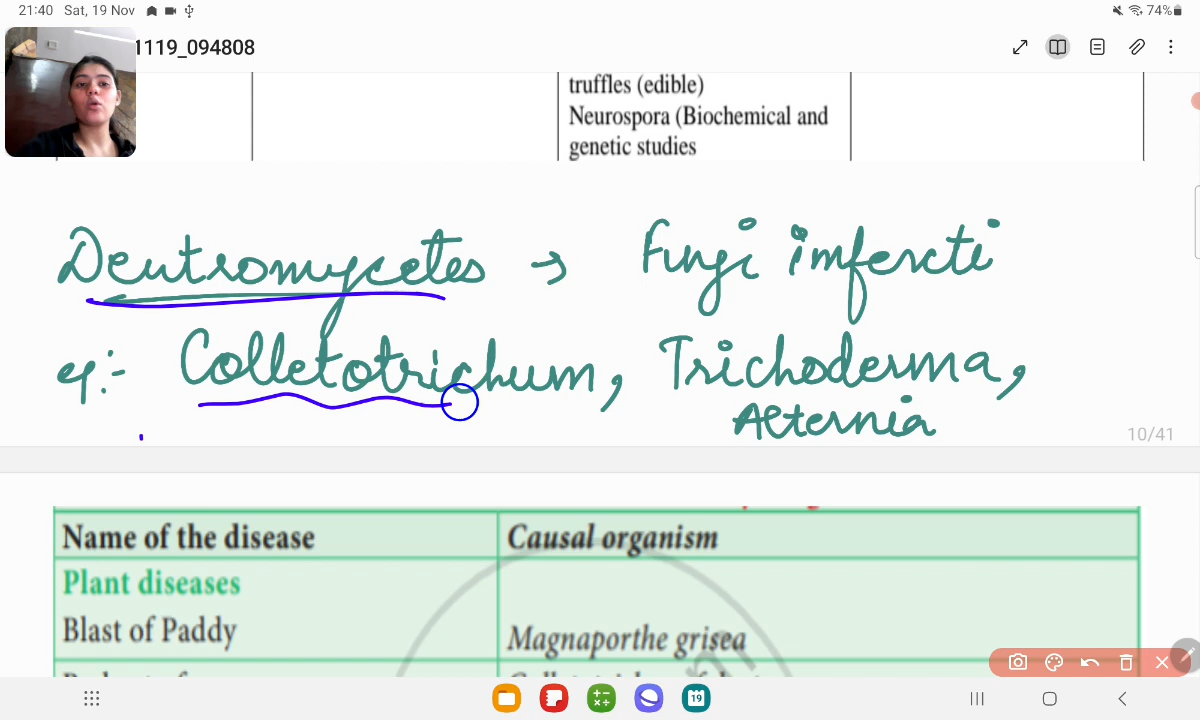 21:40 Sat, 19 Nov 74%
1119_094808
truffles (edible)
Neurospora (Biochemical and
genetic studies
Deutromycetes → Fungi imfercti
eg:- Colletotrichum, Trichoderma,
Alternia
10/41
Name of the disease Causal organism
Plant diseases
Blast of Paddy Magnaporthe grisea
19